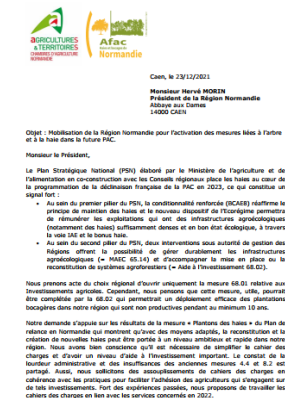 AGRICULTURES
& TERRITOIRES
CHAMBRES D'AGRICULTURE
NORMANDIE
Afac
Normandie
Caen, le 23/12/2021
Monsieur Hervé MORIN
Président de la Région Normandie
Abbaye aux Dames
14000 CAEN
Objet : Mobilisation de la Région Normandie pour l'activation des mesures liées à l'arbre
et à la haie dans la future PAC.
Monsieur le Président,
Le Plan Stratégique National (PSN) élaboré par le Ministère de l'agriculture et de
l'alimentation en co-construction avec les Conseils régionaux place les haies au cœur de
la programmation de la déclinaison française de la PAC en 2023, ce qui constitue un
signal fort :
• Au sein du premier pilier du PSN, la conditionnalité renforcée (BCAE8) réaffirme le
principe de maintien des haies et le nouveau dispositif de l'Ecorégime permettra
de rémunérer les exploitations qui ont des infrastructures agroécologiques
(notamment des haies) suffisamment denses et en bon état écologique, à travers
la voie IAE et le bonus haie.
• Au sein du second pilier du PSN, deux interventions sous autorité de gestion des
Régions offrent la possibilité de gérer durablement les infrastructures
agroécologiques (= MAEC 65.14) et d'accompagner la mise en place ou la
reconstitution de systèmes agroforestiers (= Aide à l'investissement 68.02).
Nous prenons acte du choix régional d'ouvrir uniquement la mesure 68.01 relative aux
Investissements agricoles. Cependant, nous pensons que cette mesure, utile, pourrait
être complétée par la 68.02 qui permettrait un déploiement efficace des plantations
bocagères dans notre région qui sont non productives pendant au minimum 10 ans.
Notre demande s'appuie sur les résultats de la mesure « Plantons des haies » du Plan de
relance en Normandie qui montrent qu'avec des moyens adaptés, la reconstitution et la
création de nouvelles haies peut être portée à un niveau ambitieux et rapide dans notre
région. Nous avons bien conscience qu'il est nécessaire de simplifier le cahier des
charges et d'avoir un niveau d'aide à l'investissement important. Le constat de la
lourdeur administrative et des insuffisances des anciennes mesures 4.4 et 8.2 est
partagé. Aussi, nous sollicitons des assouplissements de cahiers des charges en
cohérence avec les pratiques pour faciliter l'adhésion des agriculteurs qui s'engagent sur
de tels investissements. Fort des expériences passées, nous proposons de travailler les
cahiers des charges en lien avec les services concernés en 2022.